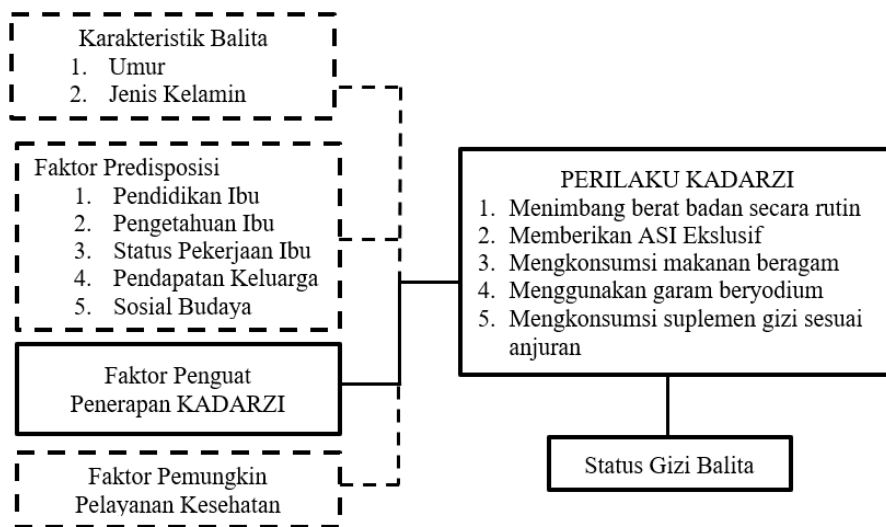 Karakteristik Balita
1. Umur
2. Jenis Kelamin
Faktor Predisposisi
1. Pendidikan Ibu
2. Pengetahuan Ibu
3. Status Pekerjaan Ibu
4. Pendapatan Keluarga
5. Sosial Budaya
Faktor Penguat
Penerapan KADARZI
Faktor Pemungkin
Pelayanan Kesehatan
PERILAKU KADARZI
1. Menimbang berat badan secara rutin
2. Memberikan ASI Ekslusif
3. Mengkonsumsi makanan beragam
4. Menggunakan garam beryodium
5. Mengkonsumsi suplemen gizi sesuai
anjuran
Status Gizi Balita